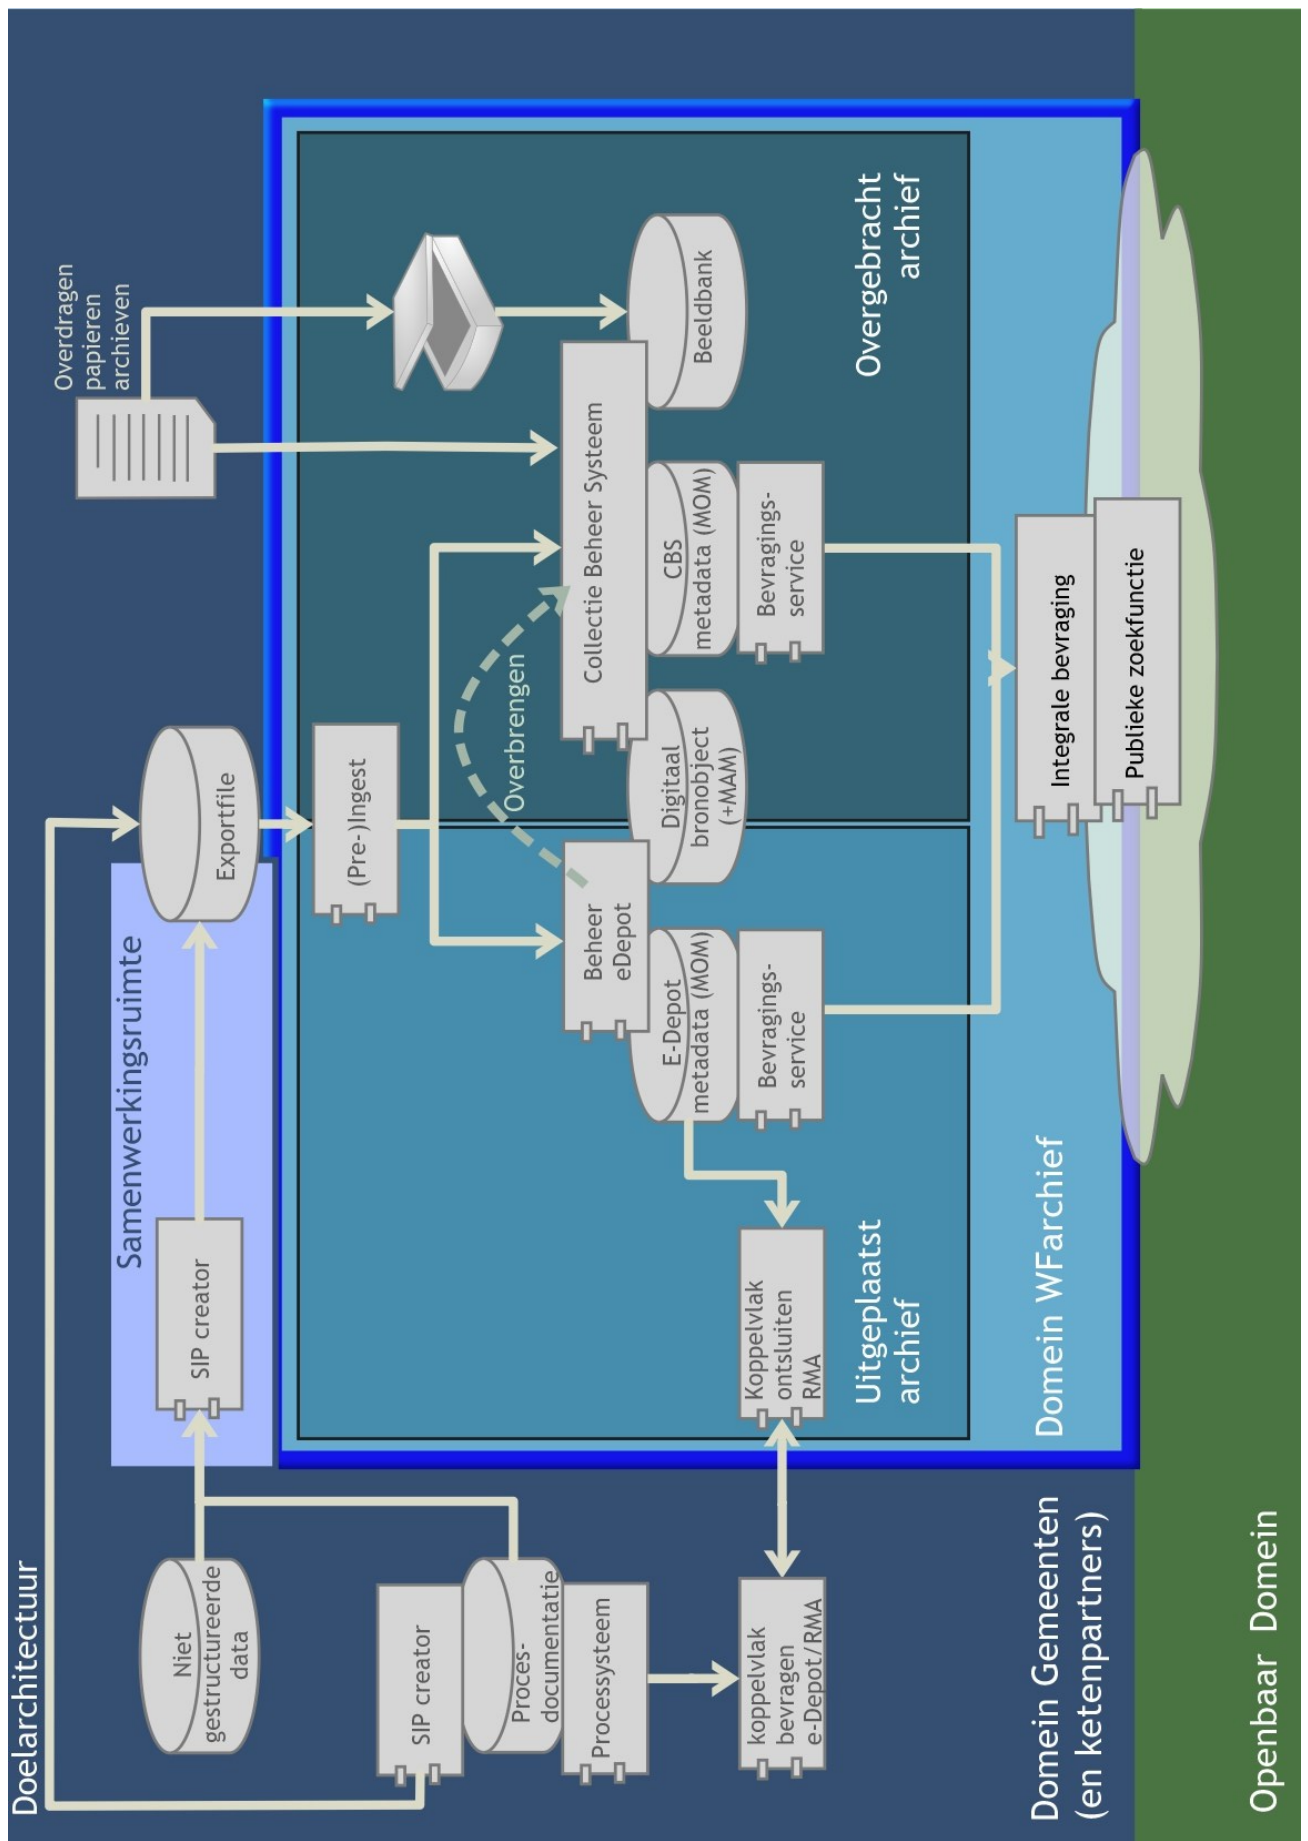 Doelarchitectuur
Overdragen
papieren
archieven
Samenwerkingsruimte
Niet
gestructureerde
data
SIP creator
Exportfile
SIP creator
Proces-
documentatie
Processysteem
(Pre-)Ingest
Overbrengen
Beheer
eDepot
Collectie Beheer Systeem
E-Depot
metadata (MOM)
Digitaal
bronobject
(+MAM)
CBS
metadata (MOM)
Beeldbank
koppelvlak
bevragen
e-Depot/RMA
Koppelvlak
ontsluiten
RMA
Bevragings-
service
Bevragings-
service
Uitgeplaatst
archief
Overgebracht
archief
Domein Gemeenten
(en ketenpartners)
Domein WFarchief
Integrale bevraging
Publieke zoekfunctie
Openbaar Domein